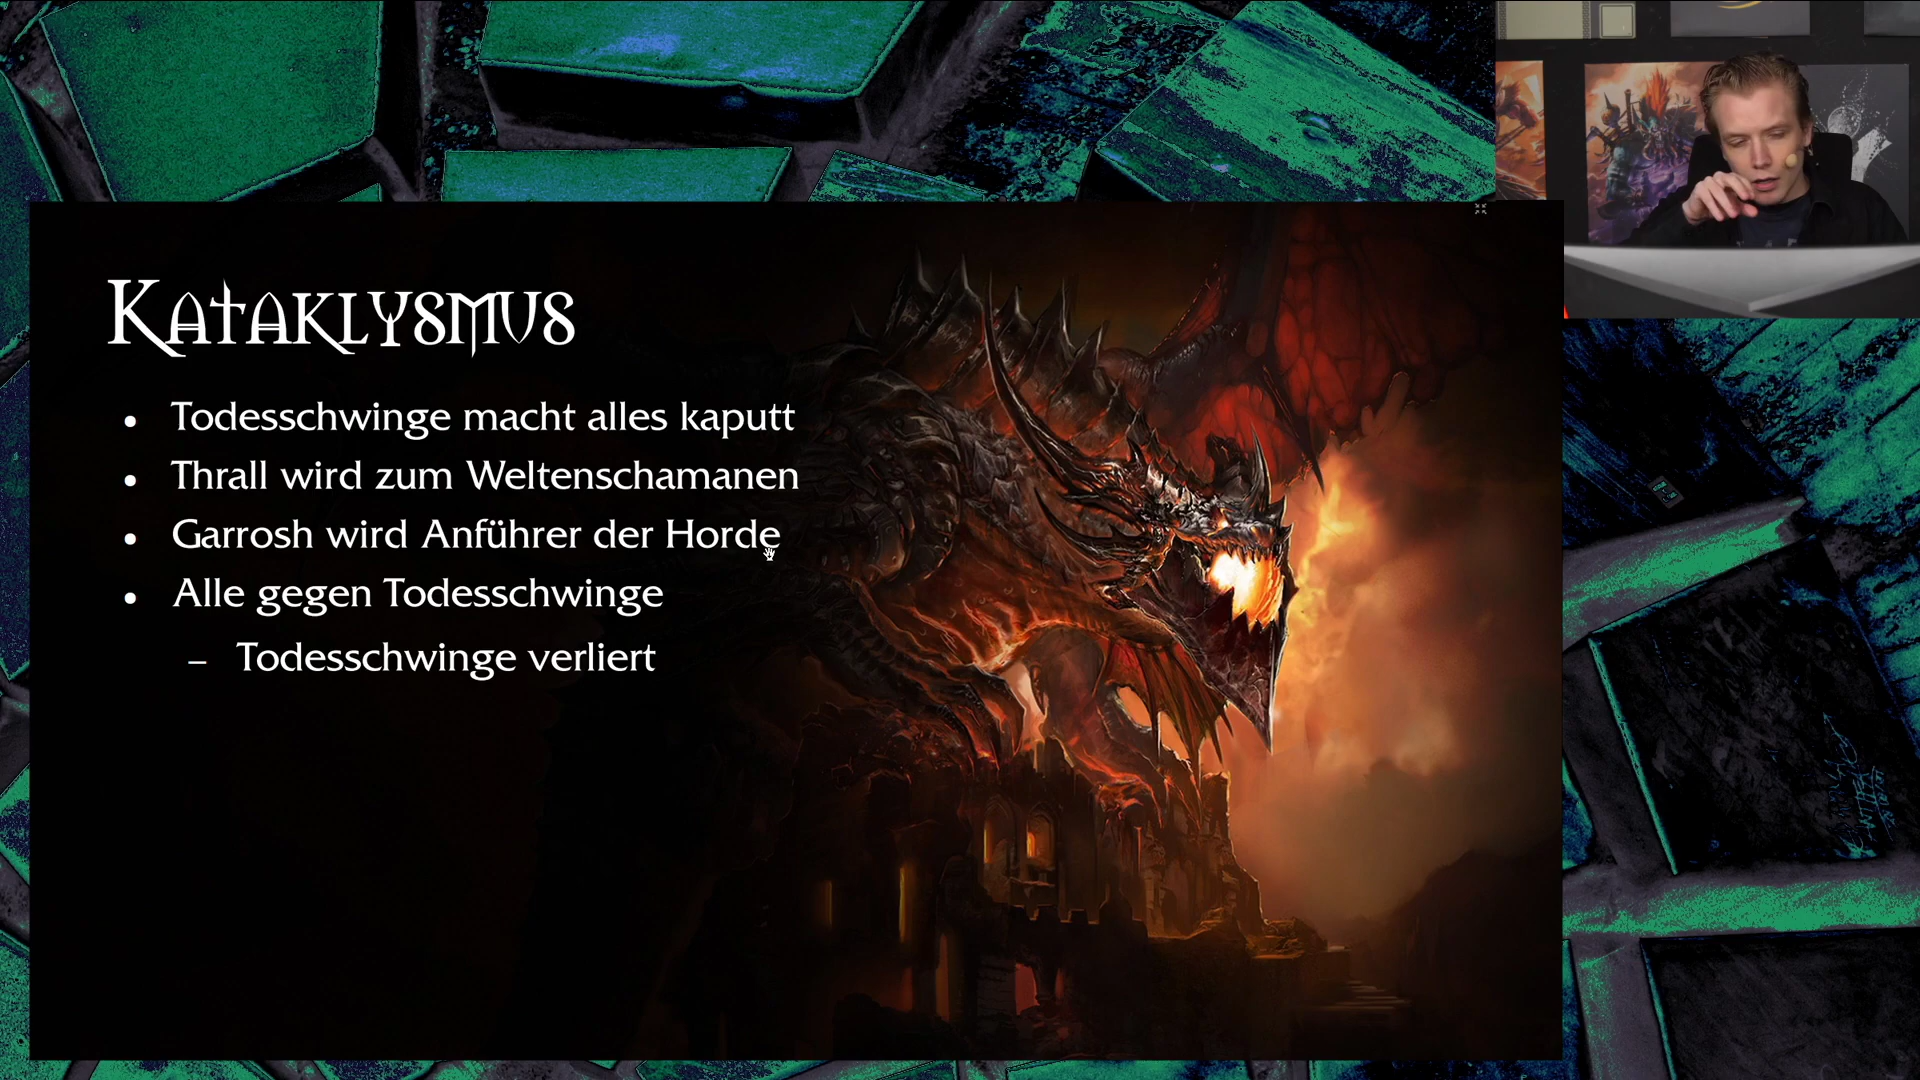 Kataklysmus
• Todesschwinge macht alles kaputt
• Thrall wird zum Weltenschamanen
• Garrosh wird Anführer der Horde
• Alle gegen Todesschwinge
– Todesschwinge verliert